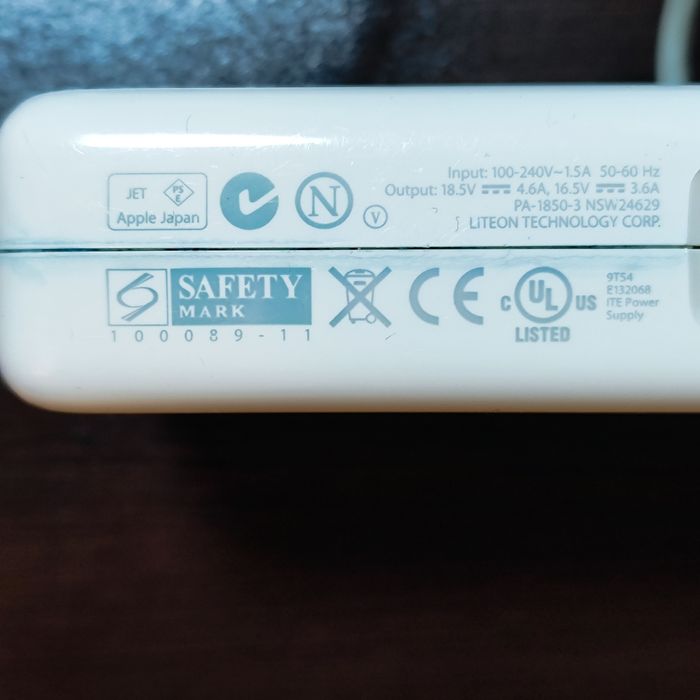 JET PS E
Apple Japan
N
V
Input: 100-240V~1.5A 50-60 Hz
Output: 18.5V ⎓ 4.6A, 16.5V ⎓ 3.6A
PA-1850-3 NSW24629
LITEON TECHNOLOGY CORP.
S SAFETY
MARK
100089-11
CE
C UL US
LISTED
9T54
E132068
ITE Power
Supply